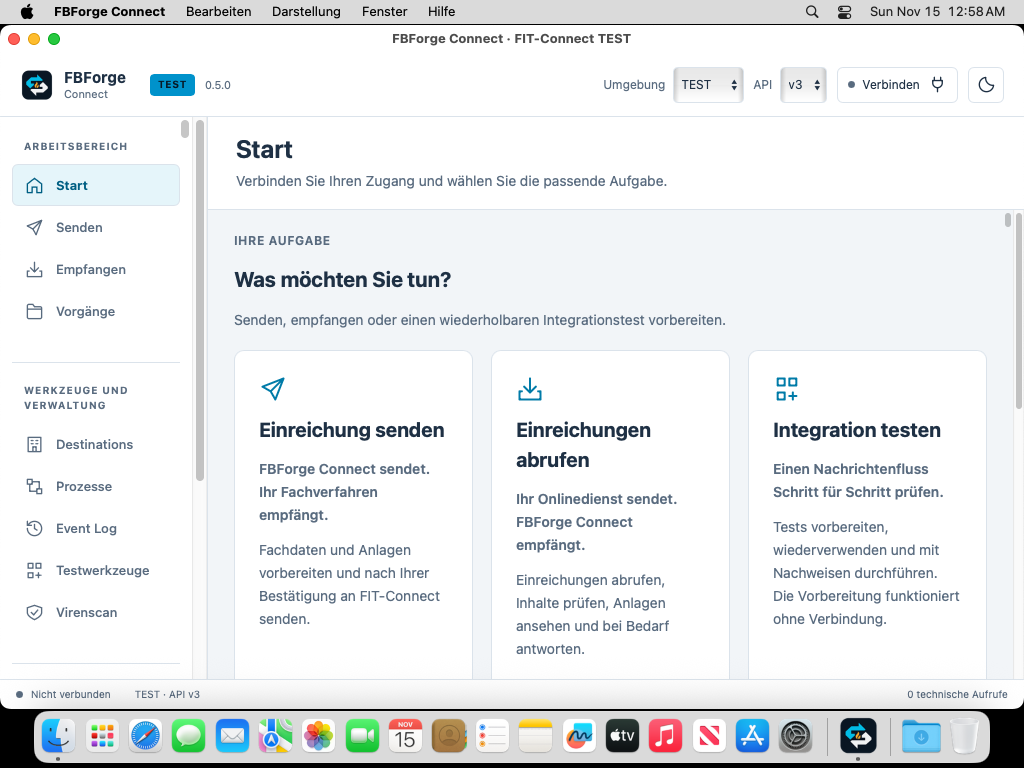 FBForge Connect Bearbeiten Darstellung Fenster Hilfe Sun Nov 15 12:58 AM
FBForge Connect · FIT-Connect TEST
FBForge
Connect
TEST
0.5.0
Umgebung
TEST
API
v3
Verbinden
ARBEITSBEREICH
Start
Senden
Empfangen
Vorgänge
WERKZEUGE UND
VERWALTUNG
Destinations
Prozesse
Event Log
Testwerkzeuge
Virenscan
Start
Verbinden Sie Ihren Zugang und wählen Sie die passende Aufgabe.
IHRE AUFGABE
Was möchten Sie tun?
Senden, empfangen oder einen wiederholbaren Integrationstest vorbereiten.
Einreichung senden
FBForge Connect sendet.
Ihr Fachverfahren
empfängt.
Fachdaten und Anlagen
vorbereiten und nach Ihrer
Bestätigung an FIT-Connect
senden.
Einreichungen
abrufen
Ihr Onlinedienst sendet.
FBForge Connect
empfängt.
Einreichungen abrufen,
Inhalte prüfen, Anlagen
ansehen und bei Bedarf
antworten.
Integration testen
Einen Nachrichtenfluss
Schritt für Schritt prüfen.
Tests vorbereiten,
wiederverwenden und mit
Nachweisen durchführen.
Die Vorbereitung funktioniert
ohne Verbindung.
Nicht verbunden
TEST · API v3
0 technische Aufrufe
NOV
15
tv